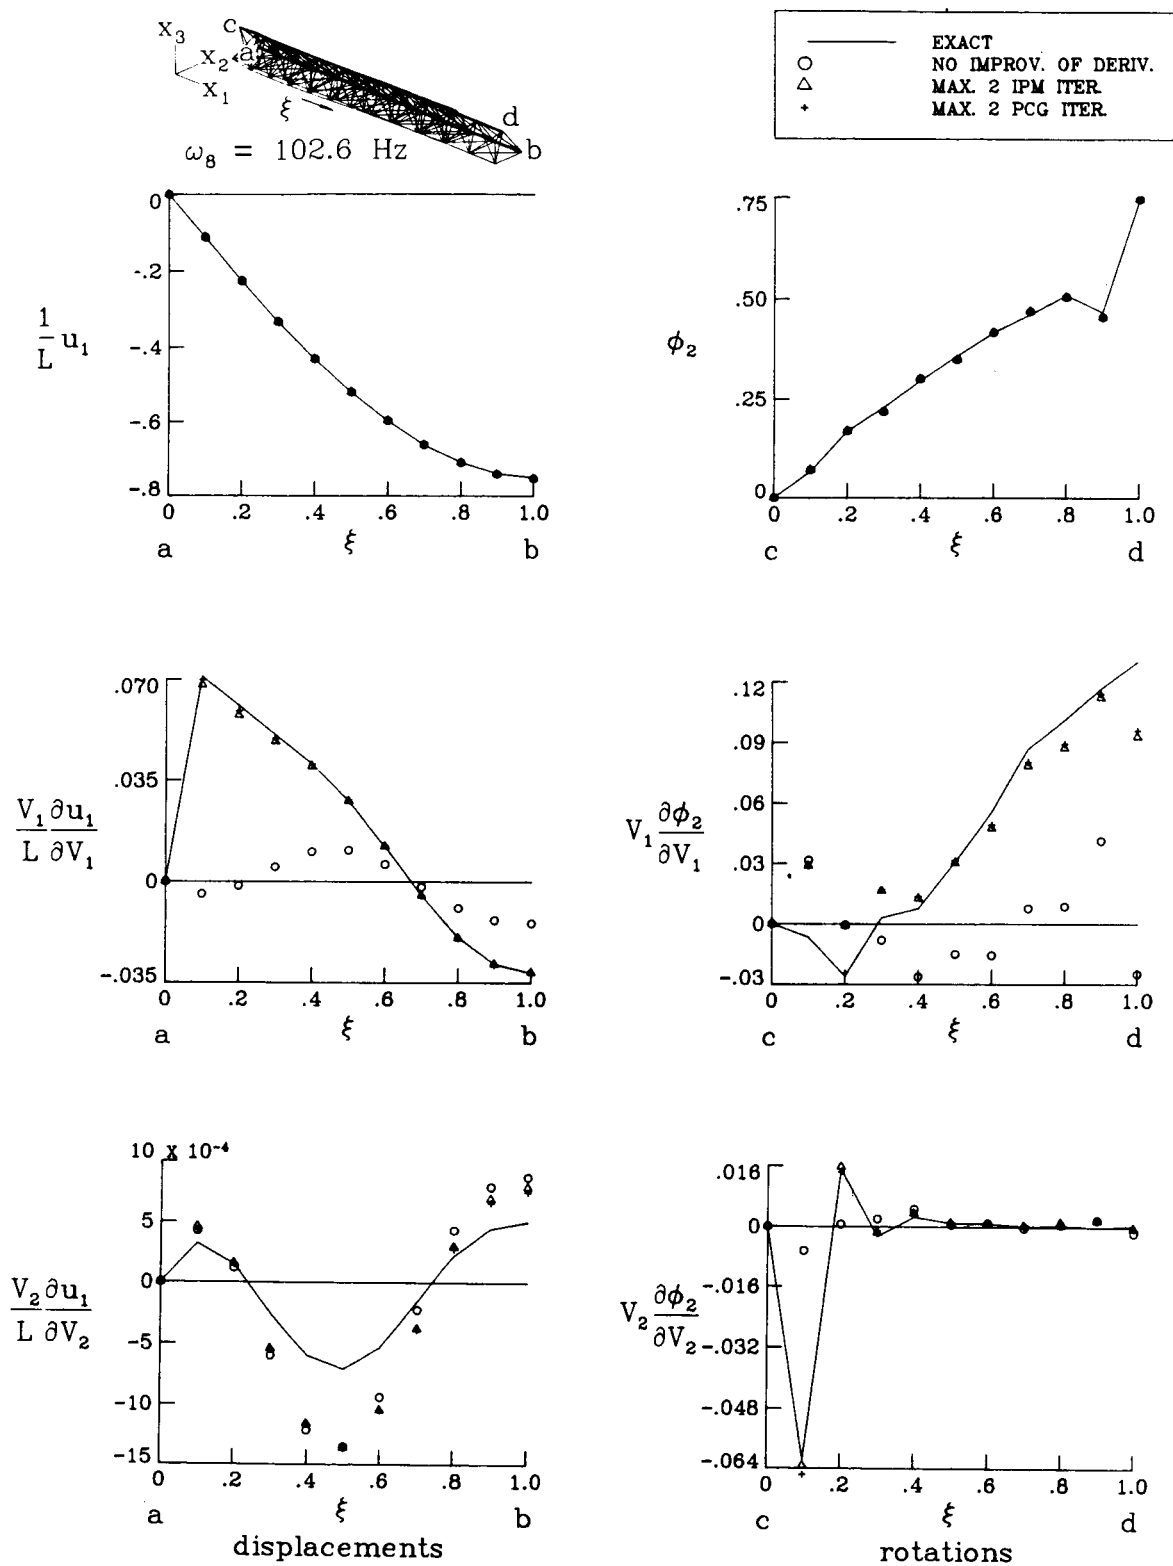 x₃
c
x₂
a
x₁
ξ
d
b
ω₈ = 102.6 Hz
EXACT
NO IMPROV. OF DERIV.
MAX. 2 IPM ITER.
MAX. 2 PCG ITER.
0
-.2
-.4
-.6
-.8
1/L u₁
0 .2 .4 .6 .8 1.0
a ξ b
.75
.50
.25
0
ϕ₂
0 .2 .4 .6 .8 1.0
c ξ d
.070
.035
0
-.035
V₁/L ∂u₁/∂V₁
0 .2 .4 .6 .8 1.0
a ξ b
.12
.09
.06
.03
0
-.03
V₁ ∂ϕ₂/∂V₁
0 .2 .4 .6 .8 1.0
c ξ d
10 X 10⁻⁴
5
0
-5
-10
-15
V₂/L ∂u₁/∂V₂
0 .2 .4 .6 .8 1.0
a ξ b
displacements
.016
0
-.016
-.032
-.048
-.064
V₂ ∂ϕ₂/∂V₂
0 .2 .4 .6 .8 1.0
c ξ d
rotations